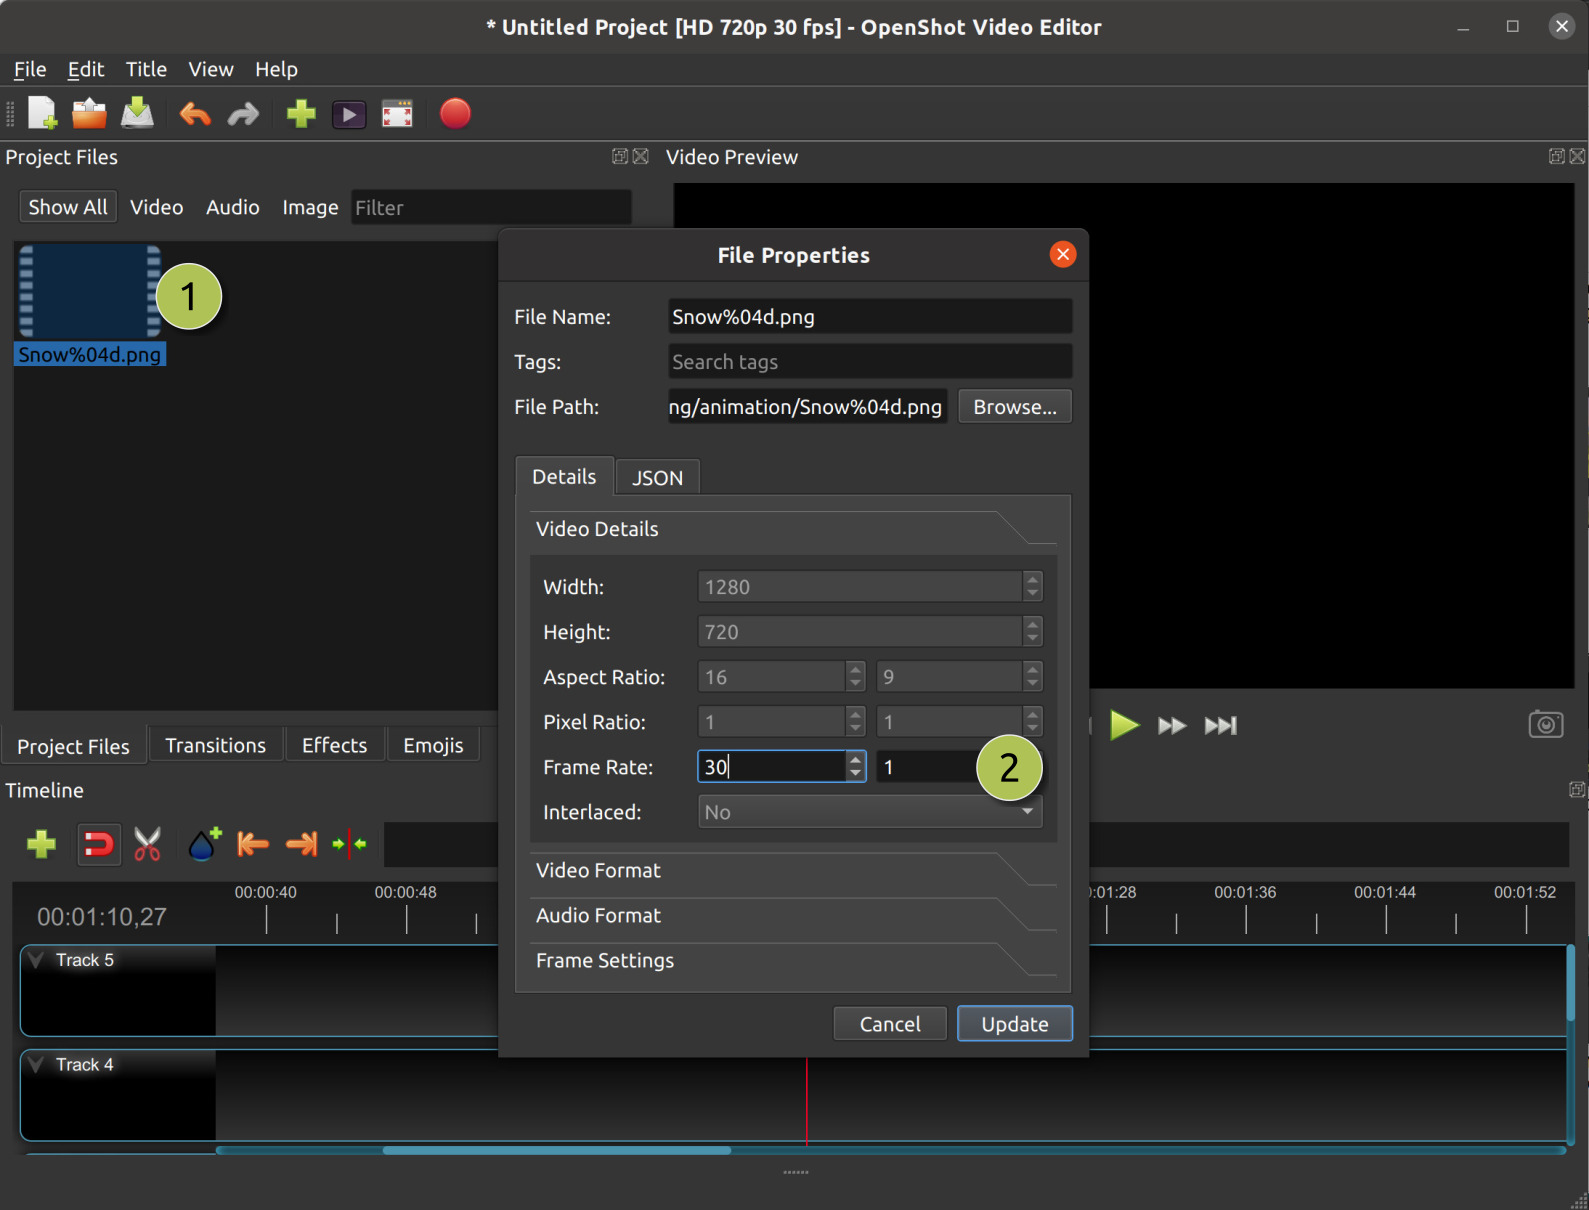 * Untitled Project [HD 720p 30 fps] - OpenShot Video Editor
File Edit Title View Help
Project Files
Video Preview
Show All Video Audio Image Filter
1
Snow%04d.png
File Properties
File Name: Snow%04d.png
Tags: Search tags
File Path: ng/animation/Snow%04d.png Browse...
Details JSON
Video Details
Width: 1280
Height: 720
Aspect Ratio: 16 9
Pixel Ratio: 1 1
Frame Rate: 30 1
2
Interlaced: No
Video Format
Audio Format
Frame Settings
Cancel Update
Project Files Transitions Effects Emojis
Timeline
00:01:10,27
00:00:40 00:00:48 :01:28 00:01:36 00:01:44 00:01:52
Track 5
Track 4